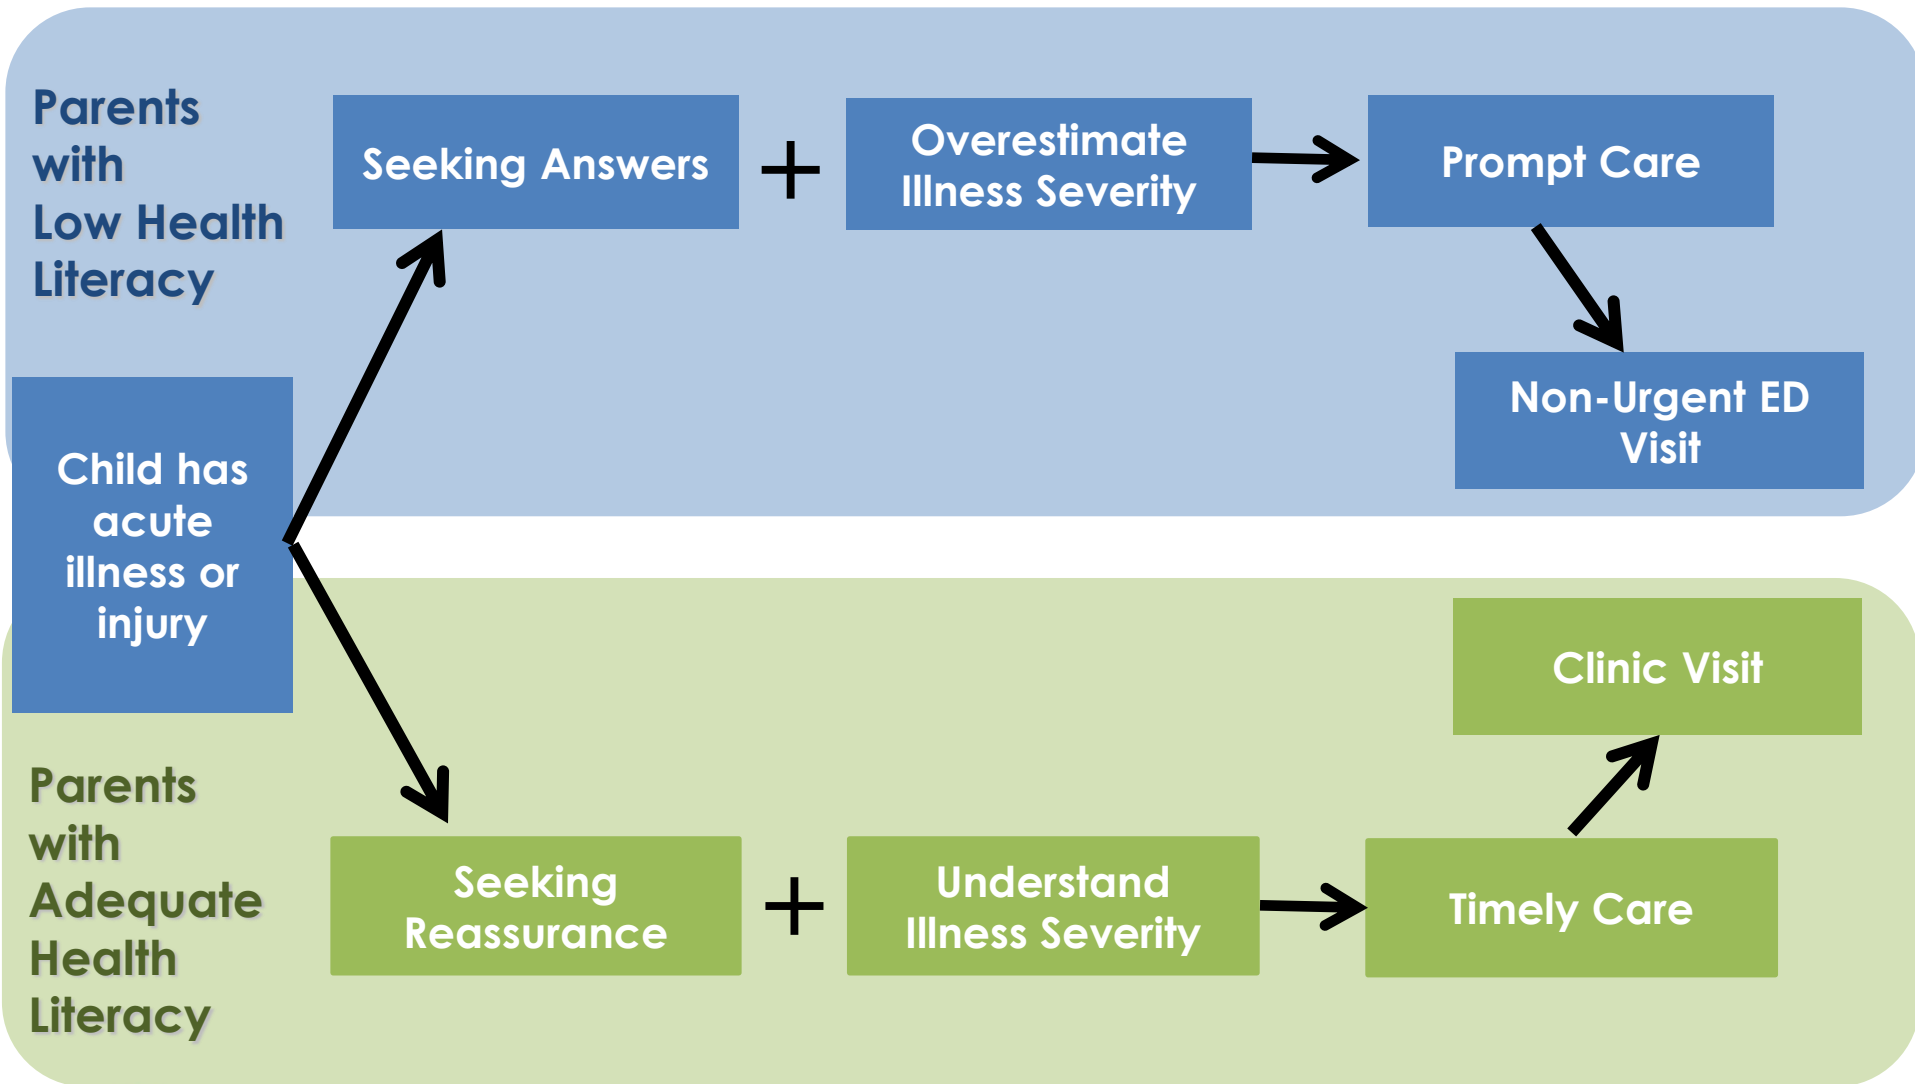 Parents
with
Low Health
Literacy
Seeking Answers
+
Overestimate
Illness Severity
Prompt Care
Non-Urgent ED
Visit
Child has
acute
illness or
injury
Clinic Visit
Parents
with
Adequate
Health
Literacy
Seeking
Reassurance
+
Understand
Illness Severity
Timely Care